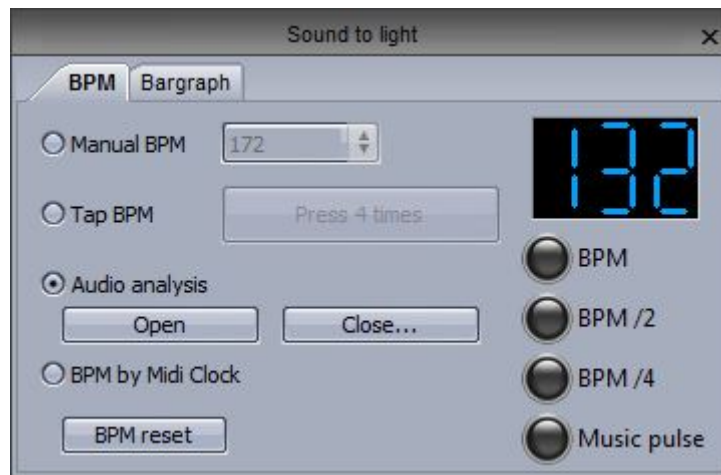 Sound to light
BPM Bargraph
Manual BPM 172
132
Tap BPM Press 4 times
BPM
Audio analysis
Open Close...
BPM /2
BPM by Midi Clock
BPM /4
BPM reset
Music pulse